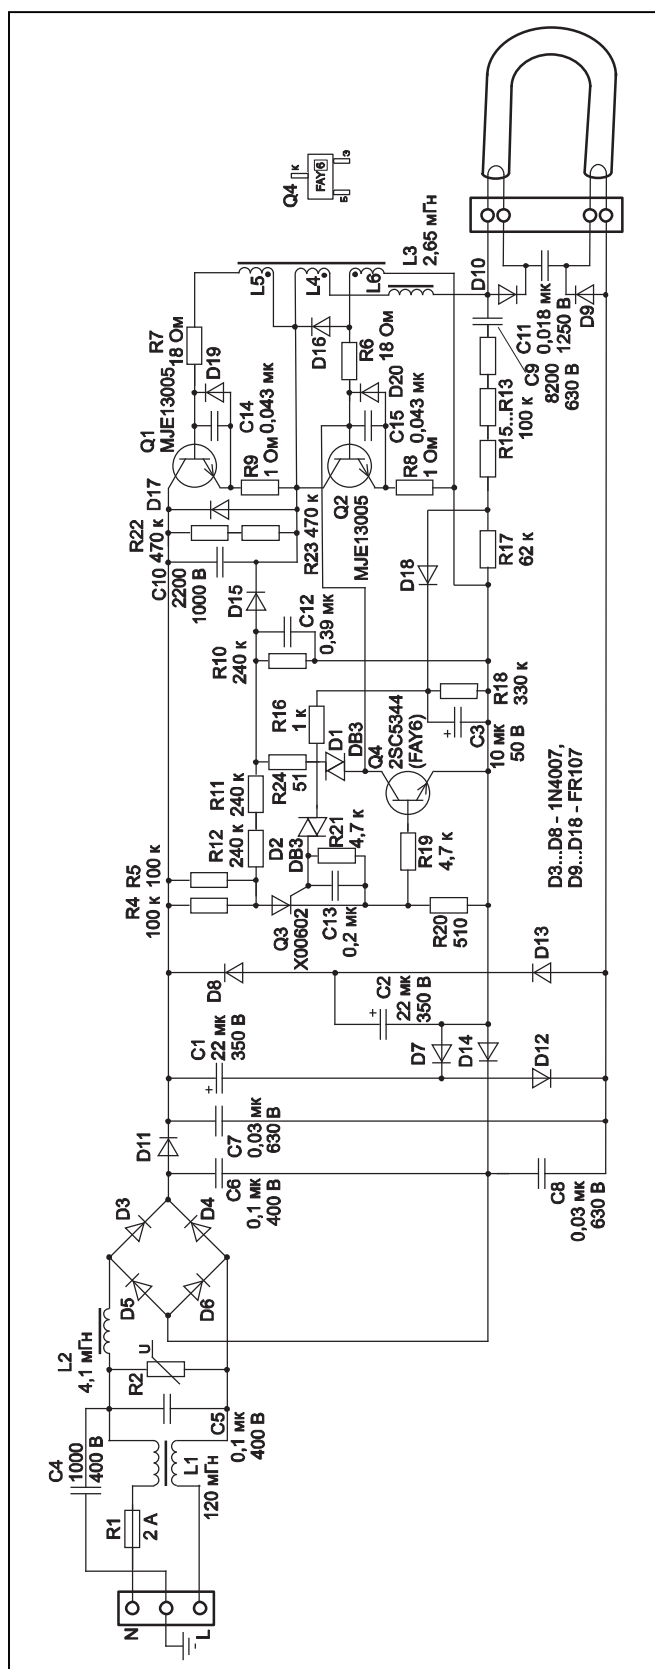 N
L
R1
2 А
C4
1000
400 В
L1
120 мГн
C5
0,1 мк
400 В
R2
U
L2
4,1 мГн
D3
D4
D5
D6
D11
C6
0,1 мк
400 В
C7
0,03 мк
630 В
C8
0,03 мк
630 В
C1
22 мк
350 В
+
D8
C2
22 мк
350 В
+
D7
D14
D12
D13
R4
100 к
R5
100 к
Q3
X00602
R12
240 к
R11
240 к
D2
DB3
C13
0,2 мк
R21
4,7 к
R20
510
R19
4,7 к
R24
51
D1
DB3
Q4
2SC5344
(FAY6)
R16
1 к
R10
240 к
C12
0,39 мк
D15
C3
10 мк
50 В
+
R18
330 к
D3...D8 - 1N4007,
D9...D18 - FR107
C10
2200
1000 В
R22
470 к
R23 470 к
D17
Q1
MJE13005
R9
1 Ом
C14
0,043 мк
D19
R7
18 Ом
Q2
MJE13005
R8
1 Ом
C15
0,043 мк
D20
R6
18 Ом
D16
D18
R17
62 к
R15...R13
100 к
C9
8200
630 В
C11
0,018 мк
1250 В
D10
D9
L5
L4
L6
L3
2,65 мГн
Q4
к
FAY 6
Б
Э